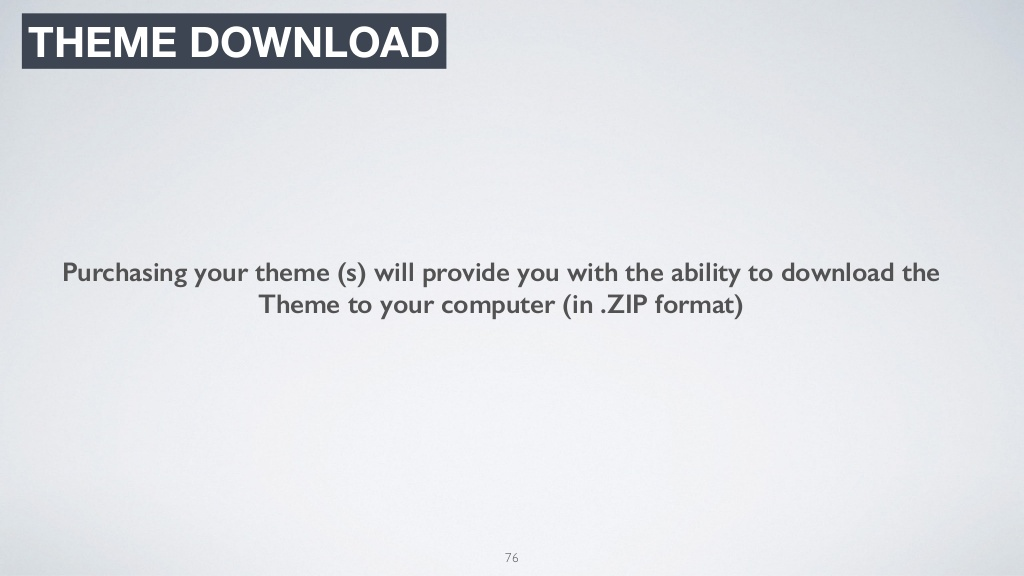 THEME DOWNLOAD
Purchasing your theme (s) will provide you with the ability to download the
Theme to your computer (in .ZIP format)
76